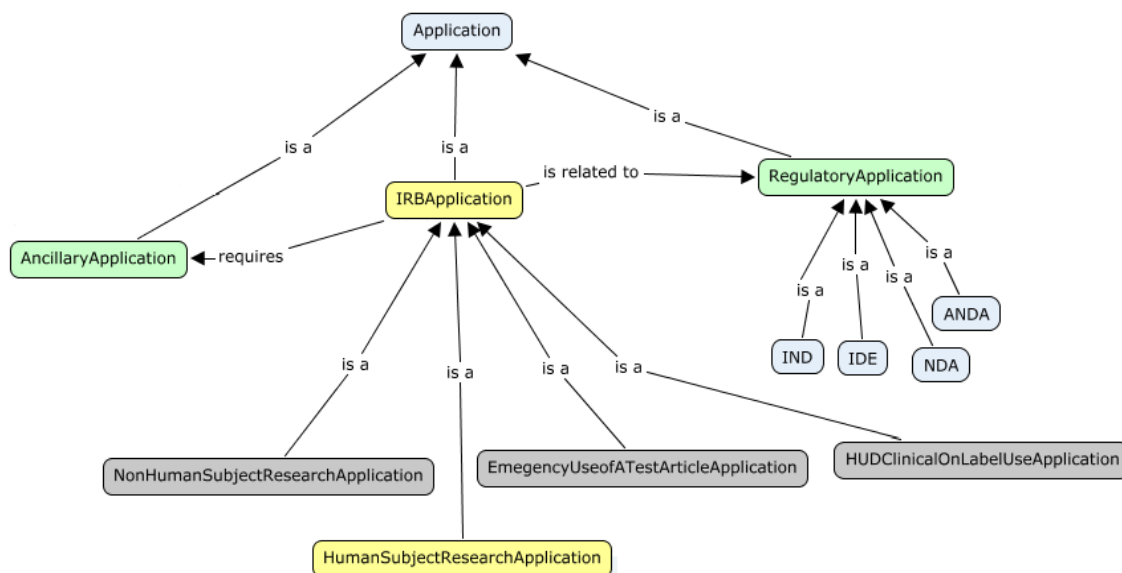 Application
is a
is a
is a
is related to
RegulatoryApplication
IRBApplication
AncillaryApplication
requires
is a
is a
is a
is a
ANDA
IND
IDE
NDA
is a
is a
is a
is a
NonHumanSubjectResearchApplication
EmegencyUseofATestArticleApplication
HUDClinicalOnLabelUseApplication
HumanSubjectResearchApplication